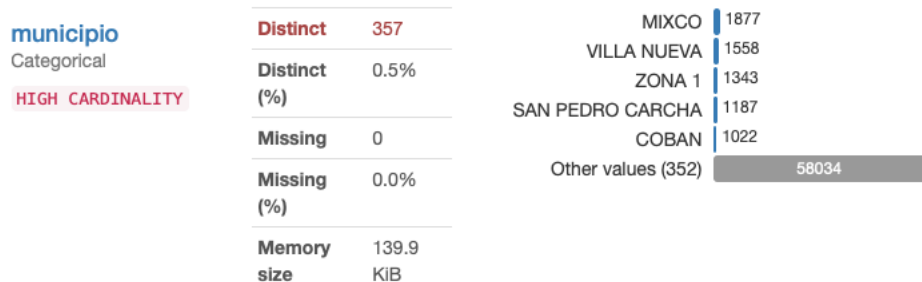 municipio
Categorical
HIGH CARDINALITY
Distinct 357
Distinct 0.5%
(%)
Missing 0
Missing 0.0%
(%)
Memory 139.9
size KiB
MIXCO 1877
VILLA NUEVA 1558
ZONA 1 1343
SAN PEDRO CARCHA 1187
COBAN 1022
Other values (352) 58034